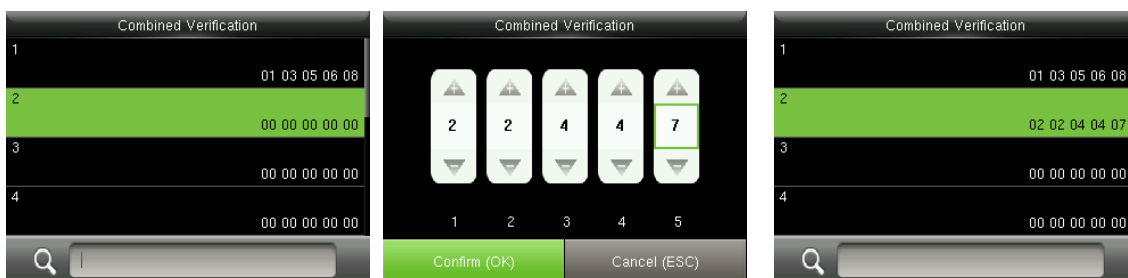 Combined Verification
1
01 03 05 06 08
2
00 00 00 00 00
3
00 00 00 00 00
4
00 00 00 00 00
Combined Verification
2 2 4 4 7
1 2 3 4 5
Confirm (OK) Cancel (ESC)
Combined Verification
1
01 03 05 06 08
2
02 02 04 04 07
3
00 00 00 00 00
4
00 00 00 00 00